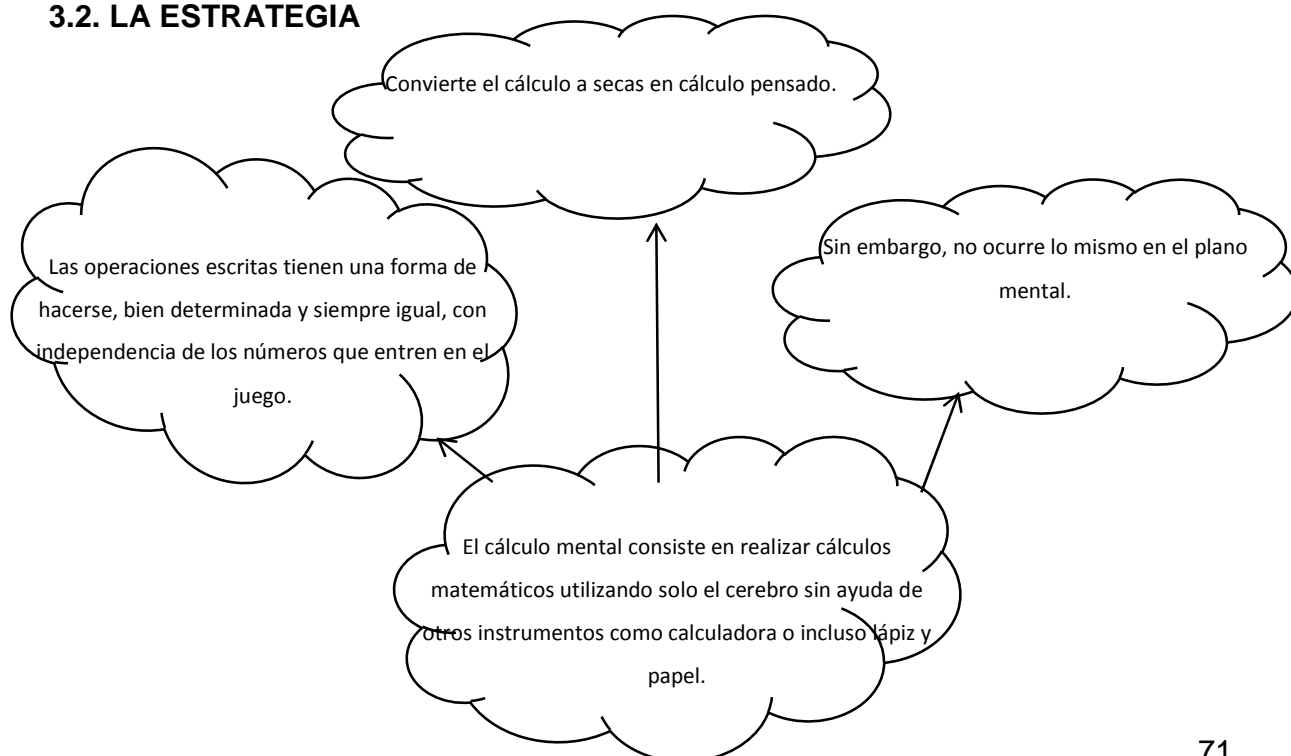 3.2. LA ESTRATEGIA
Convierte el cálculo a secas en cálculo pensado.
Las operaciones escritas tienen una forma de
hacerse, bien determinada y siempre igual, con
independencia de los números que entren en el
juego.
Sin embargo, no ocurre lo mismo en el plano
mental.
El cálculo mental consiste en realizar cálculos
matemáticos utilizando solo el cerebro sin ayuda de
otros instrumentos como calculadora o incluso lápiz y
papel.
71